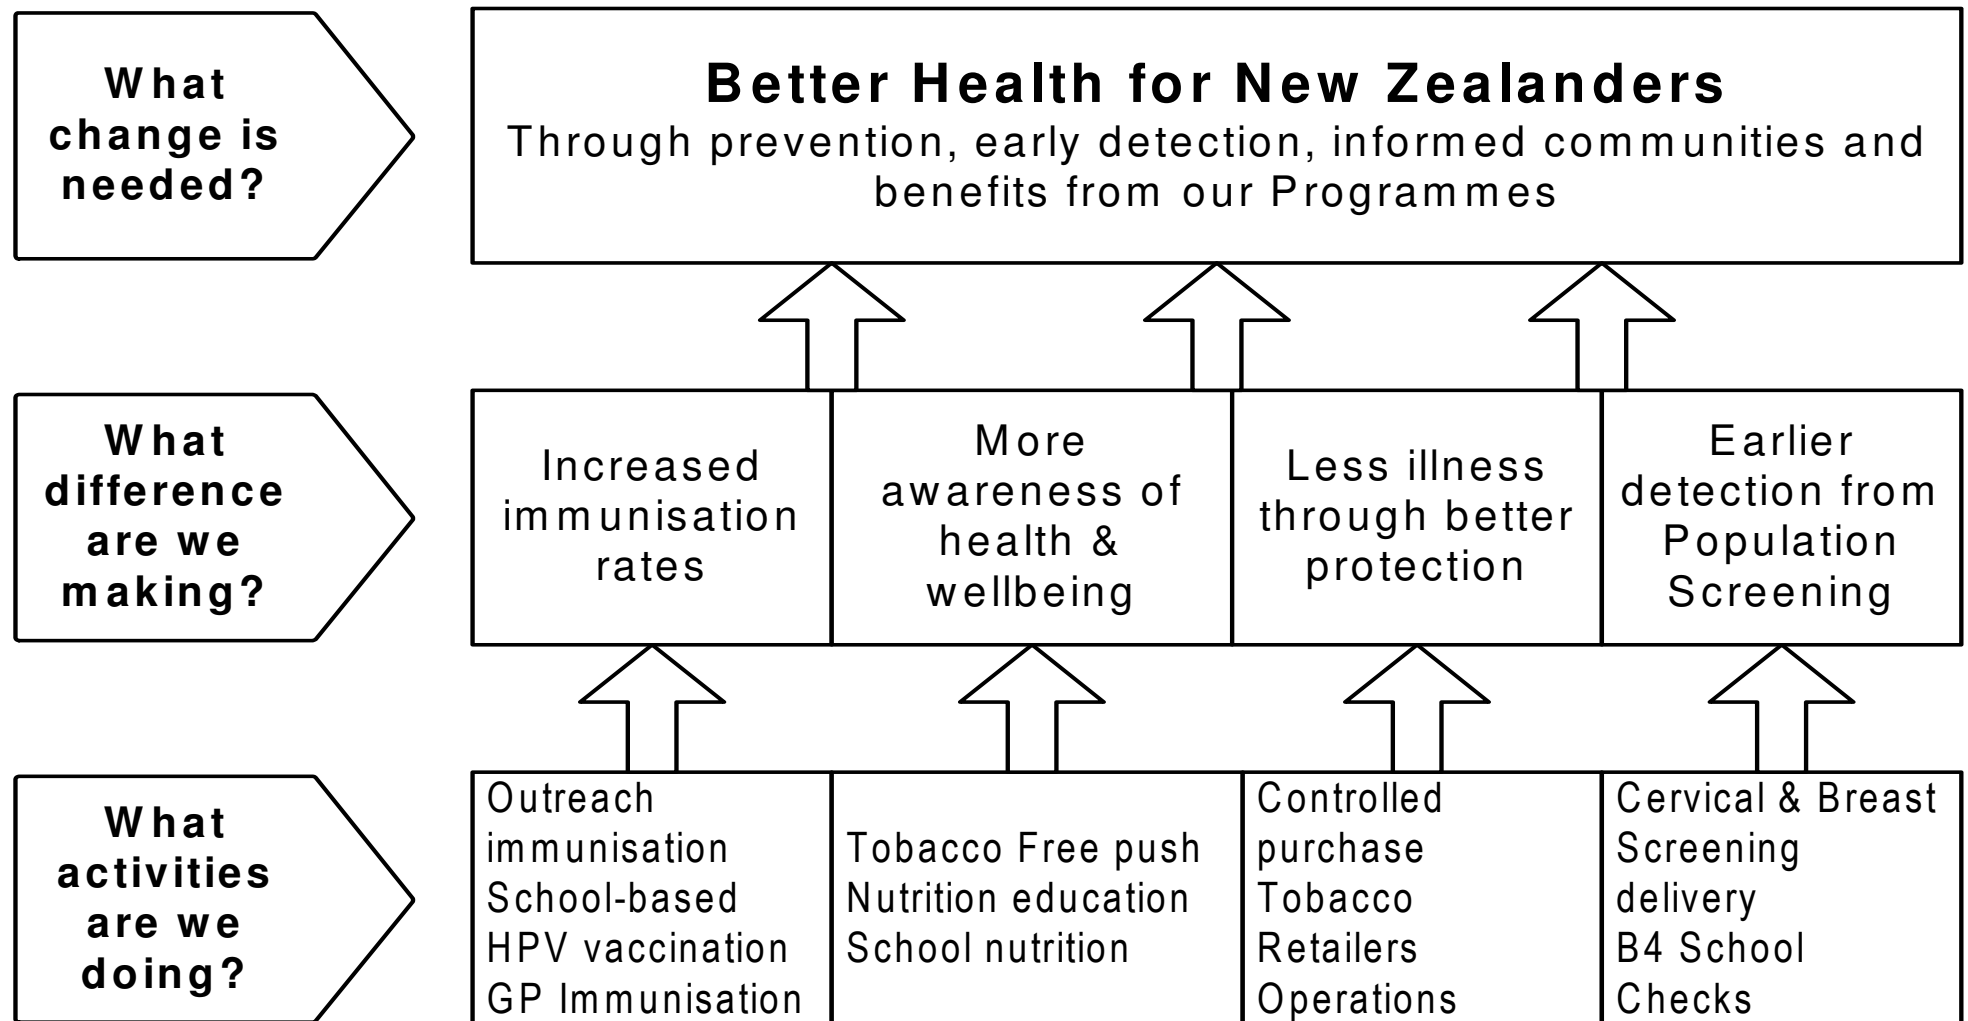 What
change is
needed?
Better Health for New Zealanders
Through prevention, early detection, informed communities and
benefits from our Programmes
What
difference
are we
making?
Increased
immunisation
rates
More
awareness of
health &
wellbeing
Less illness
through better
protection
Earlier
detection from
Population
Screening
What
activities
are we
doing?
Outreach
immunisation
School-based
HPV vaccination
GP Immunisation
Tobacco Free push
Nutrition education
School nutrition
Controlled
purchase
Tobacco
Retailers
Operations
Cervical & Breast
Screening
delivery
B4 School
Checks